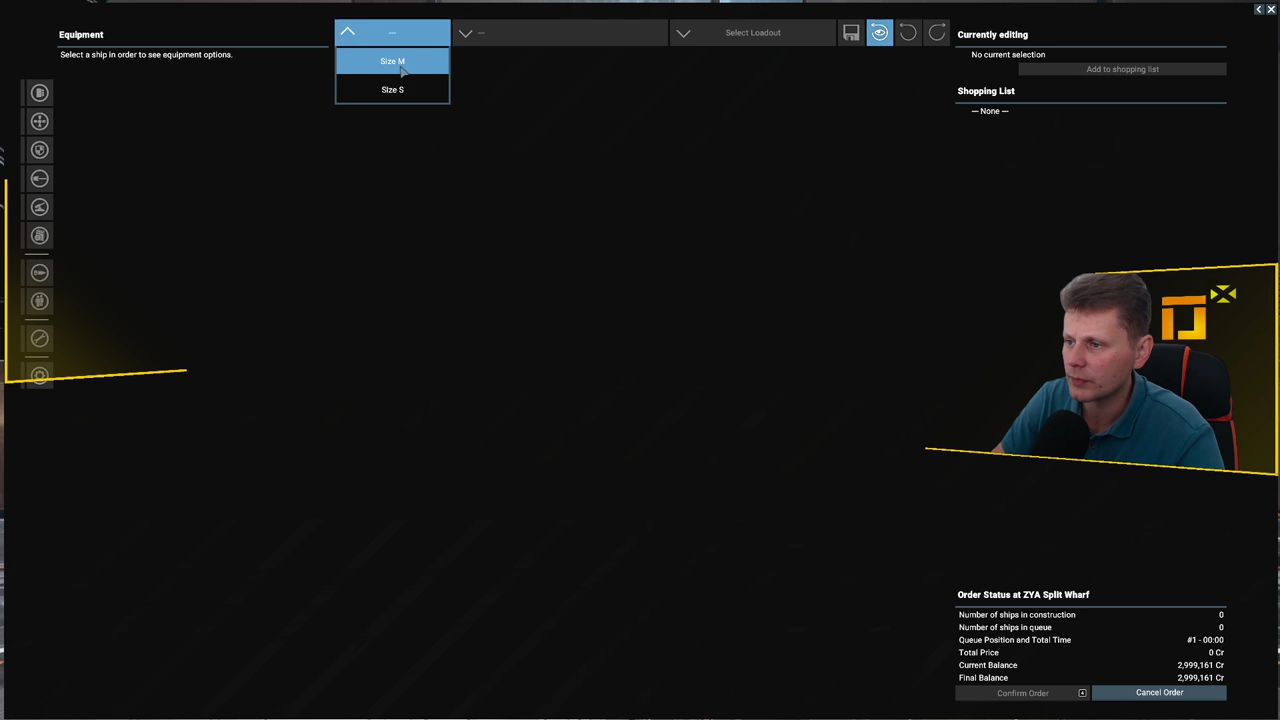 Equipment
Select a ship in order to see equipment options.
---
Size M
Size S
---
Select Loadout
Currently editing
No current selection
Add to shopping list
Shopping List
--- None ---
Order Status at ZYA Split Wharf
Number of ships in construction 0
Number of ships in queue 0
Queue Position and Total Time #1 - 00:00
Total Price 0 Cr
Current Balance 2,999,161 Cr
Final Balance 2,999,161 Cr
Confirm Order
Cancel Order